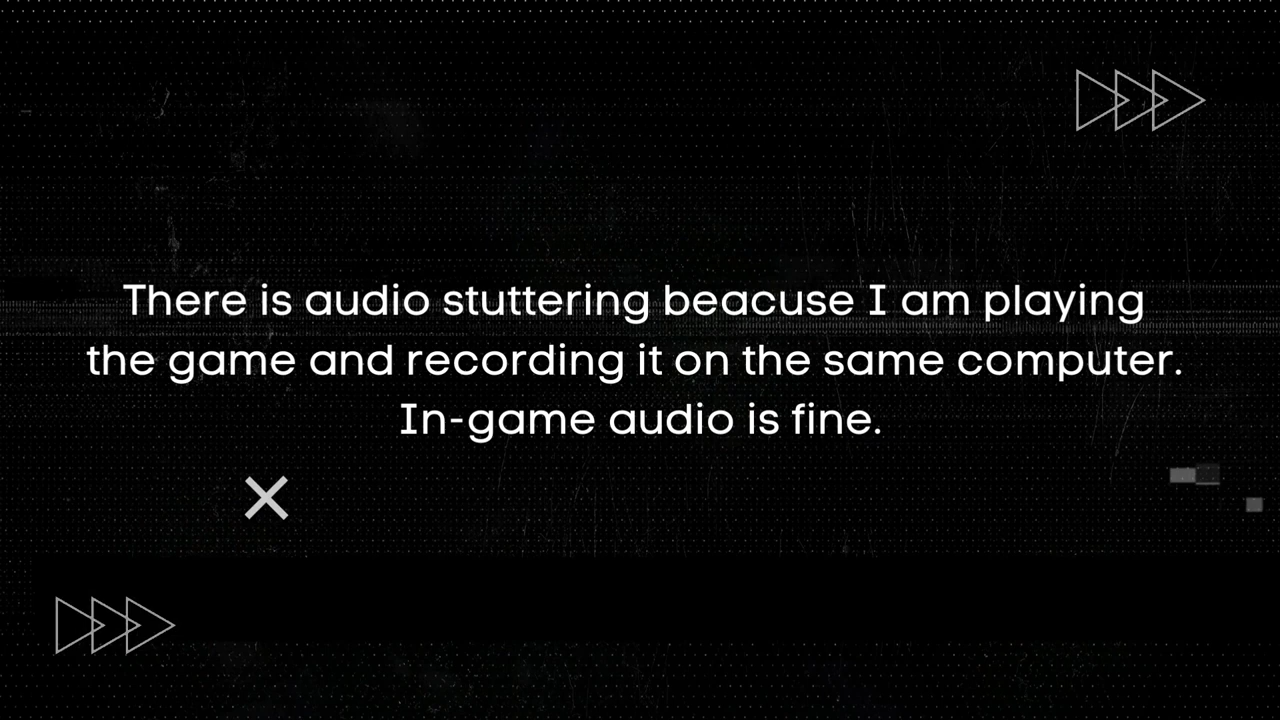 There is audio stuttering beacuse I am playing
the game and recording it on the same computer.
In-game audio is fine.